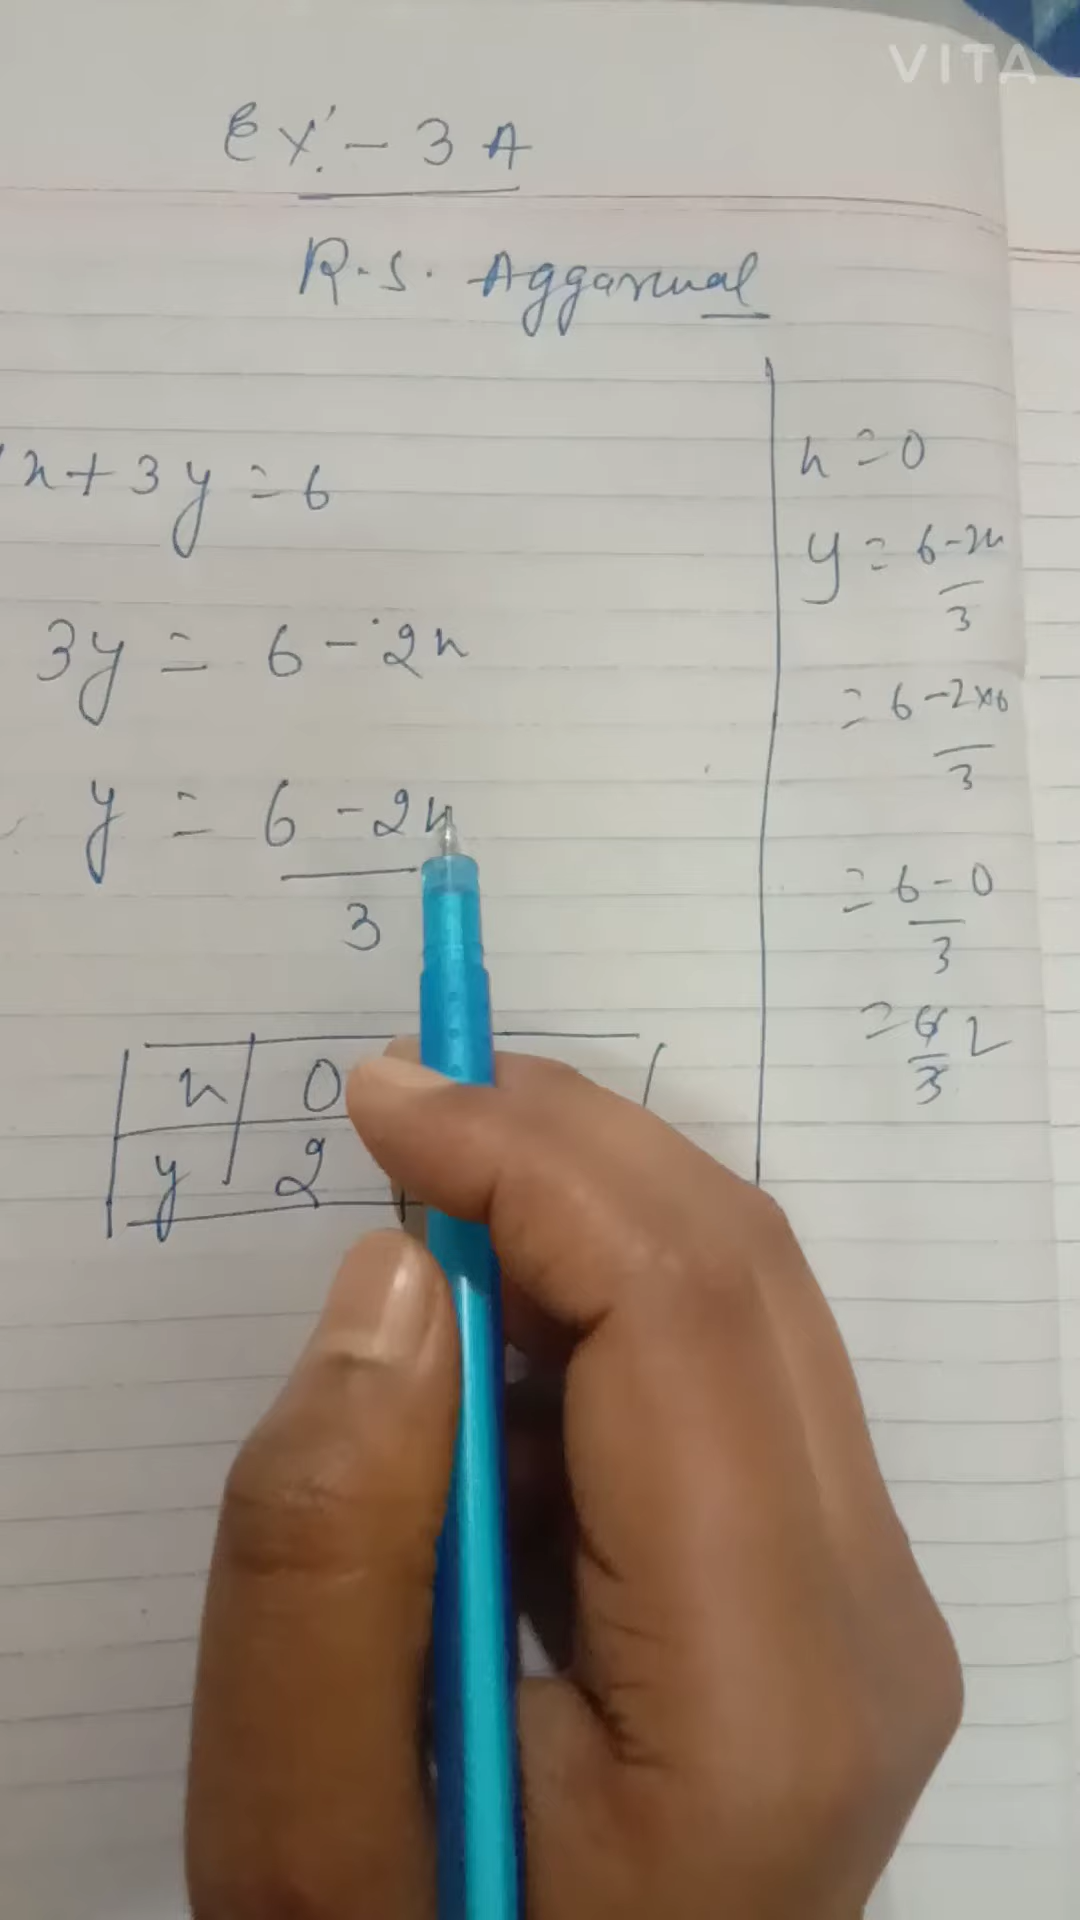 VITA
Ex:- 3A
R.S. Aggarwal
x + 3y = 6
3y = 6 - 2x
y = 6 - 2x
3
x 0
y 2
x = 0
y = 6-2x
3
= 6-2×0
3
= 6-0
3
= 6 2
3